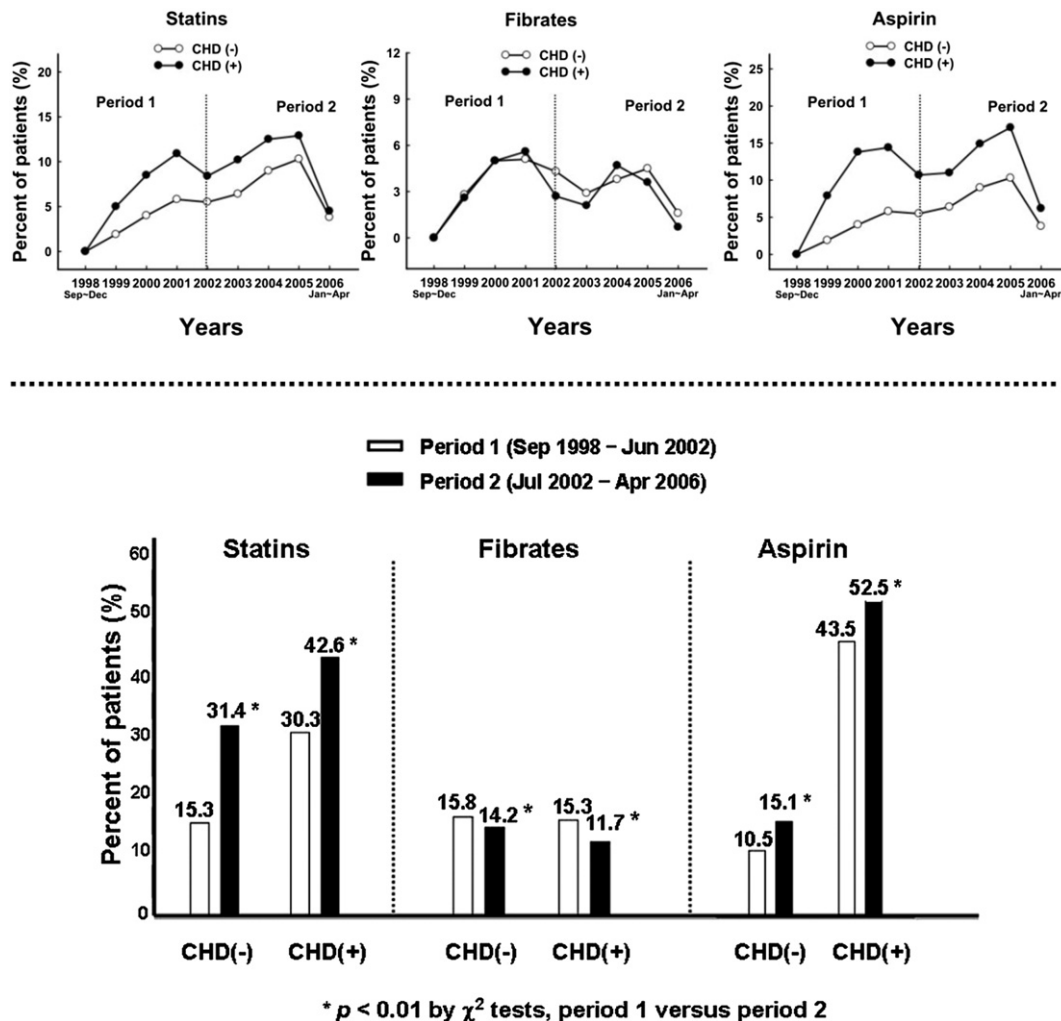 Statins
CHD (-)
CHD (+)
Period 1
Period 2
Percent of patients (%)
20
15
10
5
0
1998 1999 2000 2001 2002 2003 2004 2005 2006
Sep~Dec Jan~Apr
Years
Fibrates
CHD (-)
CHD (+)
Period 1
Period 2
Percent of patients (%)
12
9
6
3
0
1998 1999 2000 2001 2002 2003 2004 2005 2006
Sep~Dec Jan~Apr
Years
Aspirin
CHD (-)
CHD (+)
Period 1
Period 2
Percent of patients (%)
25
20
15
10
5
0
1998 1999 2000 2001 2002 2003 2004 2005 2006
Sep~Dec Jan~Apr
Years
Period 1 (Sep 1998 – Jun 2002)
Period 2 (Jul 2002 – Apr 2006)
Percent of patients (%)
60
50
40
30
20
10
0
Statins
15.3
31.4 *
30.3
42.6 *
CHD(-) CHD(+)
Fibrates
15.8
14.2 *
15.3
11.7 *
CHD(-) CHD(+)
Aspirin
10.5
15.1 *
43.5
52.5 *
CHD(-) CHD(+)
* p < 0.01 by χ² tests, period 1 versus period 2